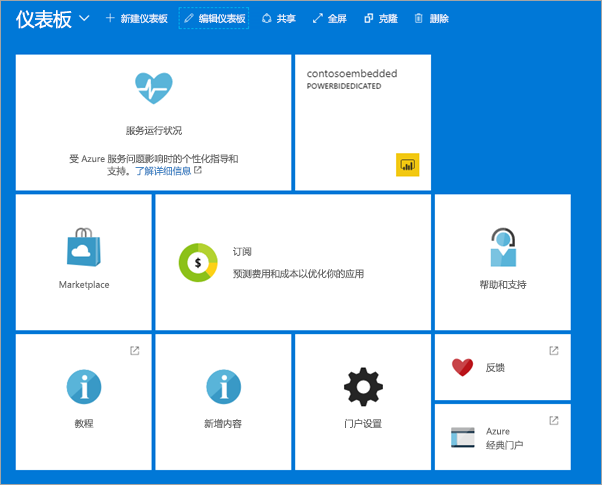 仪表板
新建仪表板
编辑仪表板
共享
全屏
克隆
删除
服务运行状况
受 Azure 服务问题影响时的个性化指导和
支持。了解详细信息
contosoembedded
POWERBIDEDICATED
Marketplace
订阅
预测费用和成本以优化你的应用
帮助和支持
教程
新增内容
门户设置
反馈
Azure
经典门户